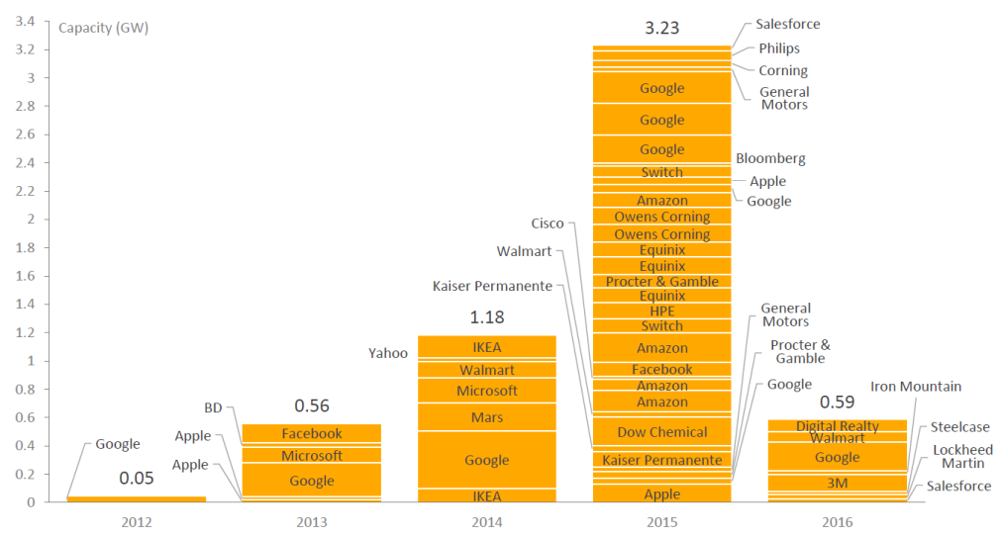 3.4
Capacity (GW)
3.2
3
2.8
2.6
2.4
2.2
2
1.8
1.6
1.4
1.2
1
0.8
0.6
0.4
0.2
0
Google
0.05
2012
0.56
BD
Apple
Apple
Facebook
Microsoft
Google
2013
1.18
Yahoo
IKEA
Walmart
Microsoft
Mars
Google
IKEA
2014
3.23
Salesforce
Philips
Corning
General
Motors
Google
Google
Google
Bloomberg
Switch
Apple
Google
Amazon
Owens Corning
Owens Corning
Equinix
Equinix
Procter & Gamble
Equinix
HPE
Switch
Amazon
Facebook
Amazon
Amazon
Dow Chemical
Kaiser Permanente
Apple
Cisco
Walmart
Kaiser Permanente
General
Motors
Procter &
Gamble
Google
2015
0.59
Iron Mountain
Digital Realty
Walmart
Google
3M
Steelcase
Lockheed
Martin
Salesforce
2016